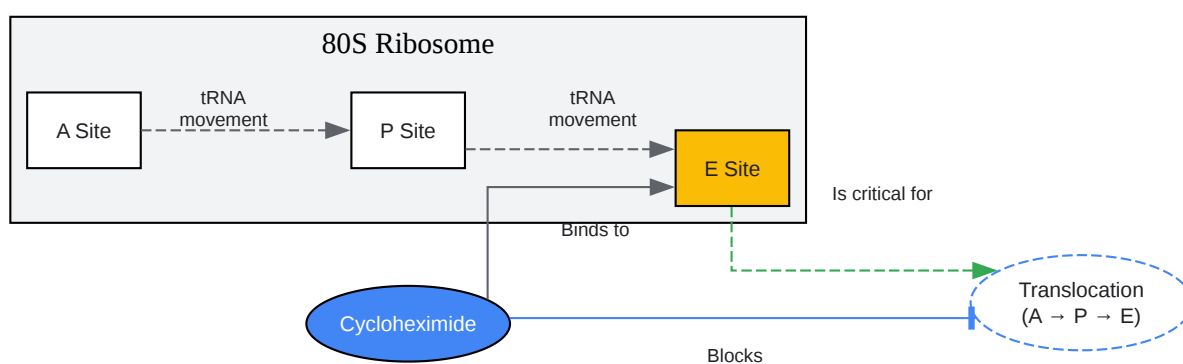 80S Ribosome
tRNA
movement
tRNA
movement
A Site
P Site
E Site
Is critical for
Binds to
Translocation
(A → P → E)
Cycloheximide
Blocks